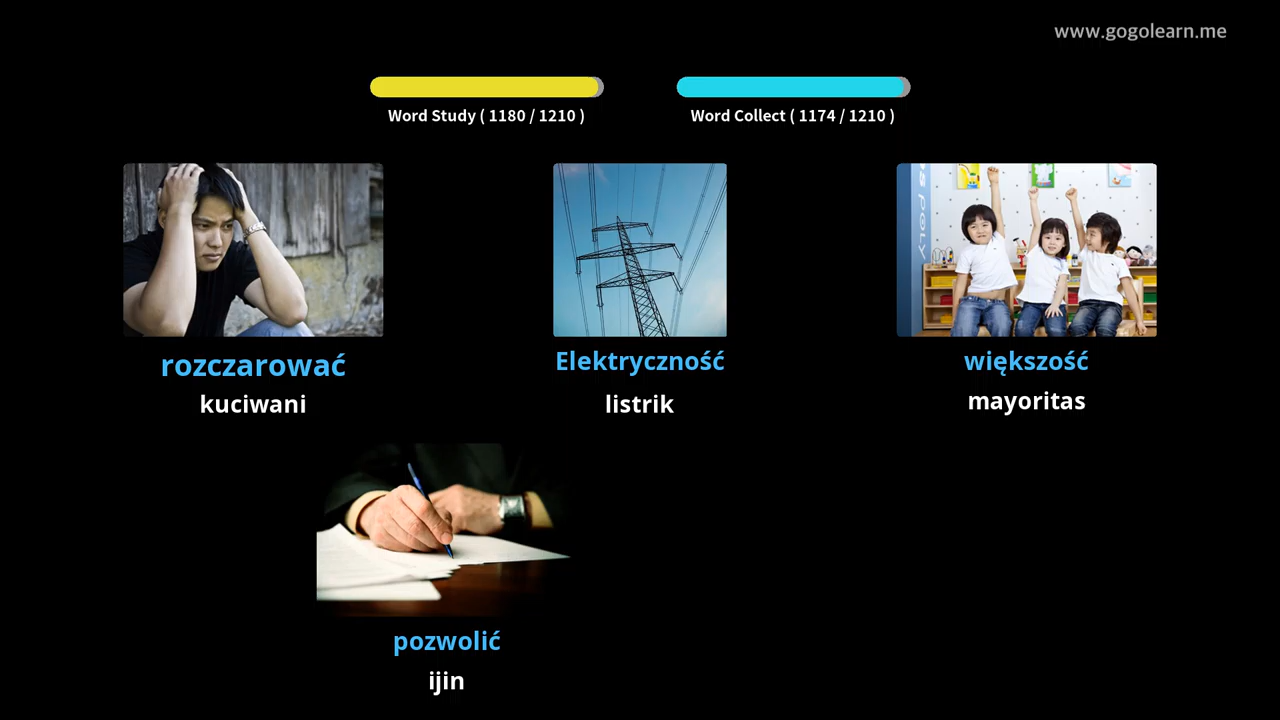 www.gogolearn.me
Word Study ( 1180 / 1210 )
Word Collect ( 1174 / 1210 )
rozczarować
kuciwani
Elektryczność
listrik
większość
mayoritas
pozwolić
ijin